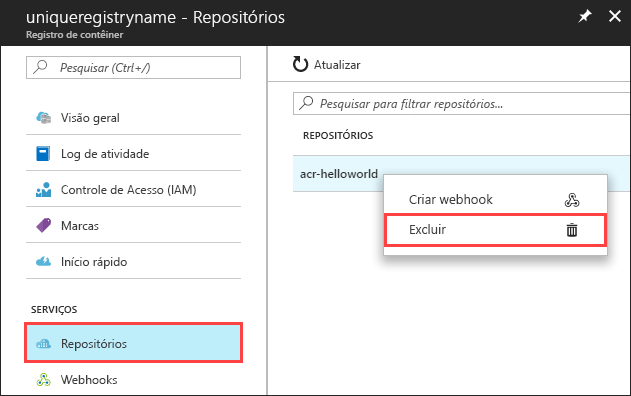 uniqueregistryname - Repositórios
Registro de contêiner
Pesquisar (Ctrl+/)
Visão geral
Log de atividade
Controle de Acesso (IAM)
Marcas
Início rápido
SERVIÇOS
Repositórios
Webhooks
Atualizar
Pesquisar para filtrar repositórios...
REPOSITÓRIOS
acr-helloworld
Criar webhook
Excluir